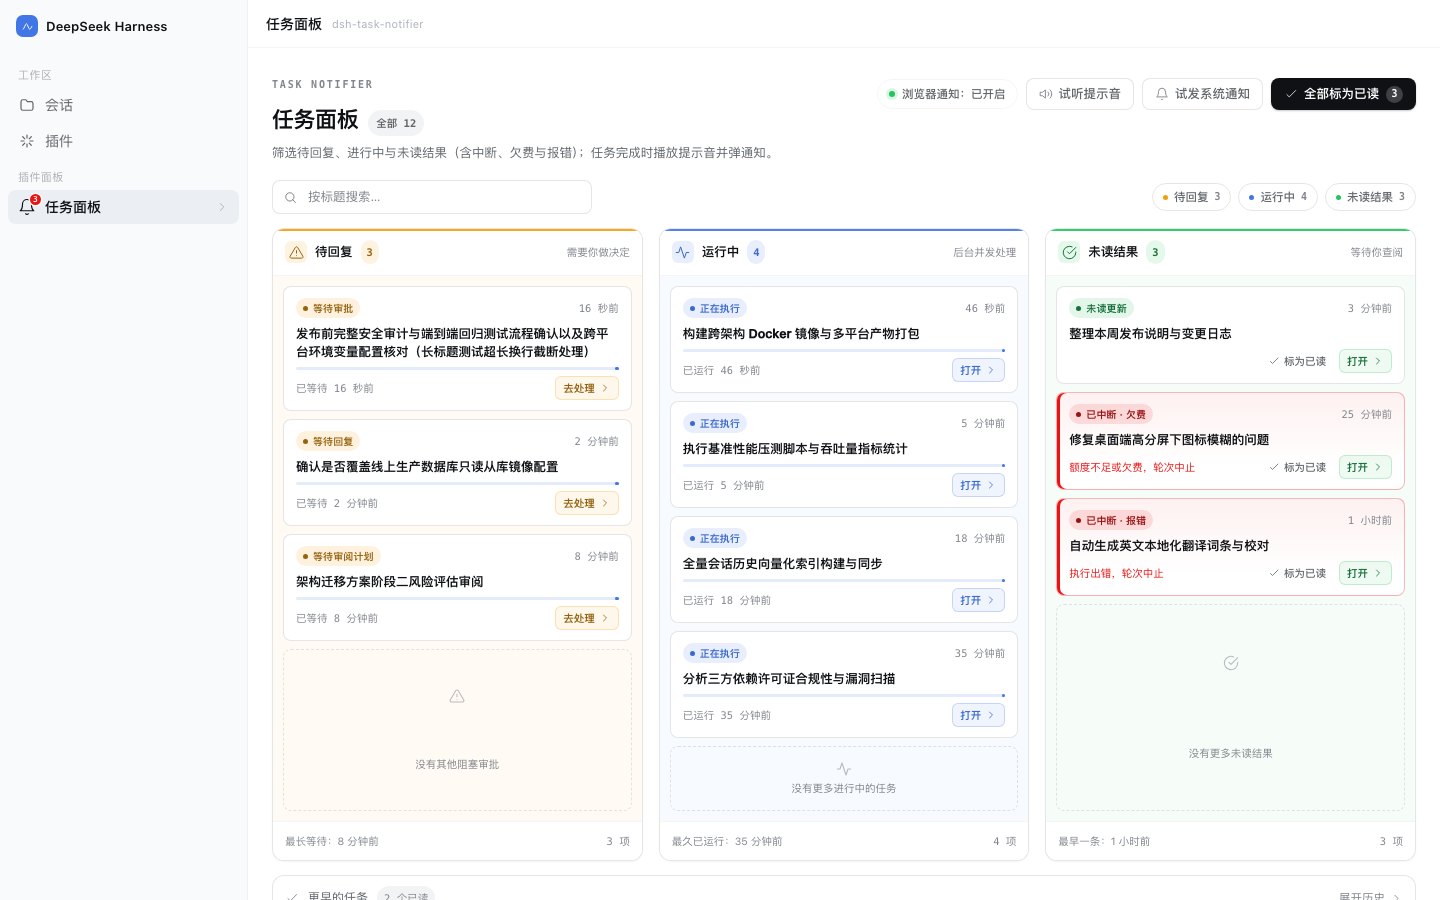 DeepSeek Harness
工作区
会话
插件
插件面板
3
任务面板
任务面板 dsh-task-notifier
TASK NOTIFIER
任务面板 全部 12
筛选待回复、进行中与未读结果（含中断、欠费与报错）；任务完成时播放提示音并弹通知。
浏览器通知：已开启
试听提示音
试发系统通知
全部标为已读 3
按标题搜索...
待回复 3
运行中 4
未读结果 3
待回复 3 需要你做决定
等待审批 16 秒前
发布前完整安全审计与端到端回归测试流程确认以及跨平
台环境变量配置核对（长标题测试超长换行截断处理）
已等待 16 秒前 去处理
等待回复 2 分钟前
确认是否覆盖线上生产数据库只读从库镜像配置
已等待 2 分钟前 去处理
等待审阅计划 8 分钟前
架构迁移方案阶段二风险评估审阅
已等待 8 分钟前 去处理
没有其他阻塞审批
最长等待：8 分钟前 3 项
运行中 4 后台并发处理
正在执行 46 秒前
构建跨架构 Docker 镜像与多平台产物打包
已运行 46 秒前 打开
正在执行 5 分钟前
执行基准性能压测脚本与吞吐量指标统计
已运行 5 分钟前 打开
正在执行 18 分钟前
全量会话历史向量化索引构建与同步
已运行 18 分钟前 打开
正在执行 35 分钟前
分析三方依赖许可证合规性与漏洞扫描
已运行 35 分钟前 打开
没有更多进行中的任务
最久已运行：35 分钟前 4 项
未读结果 3 等待你查阅
未读更新 3 分钟前
整理本周发布说明与变更日志
标为已读 打开
已中断 · 欠费 25 分钟前
修复桌面端高分屏下图标模糊的问题
额度不足或欠费，轮次中止 标为已读 打开
已中断 · 报错 1 小时前
自动生成英文本地化翻译词条与校对
执行出错，轮次中止 标为已读 打开
没有更多未读结果
最早一条：1 小时前 3 项
更早的任务 2 个已读 展开历史